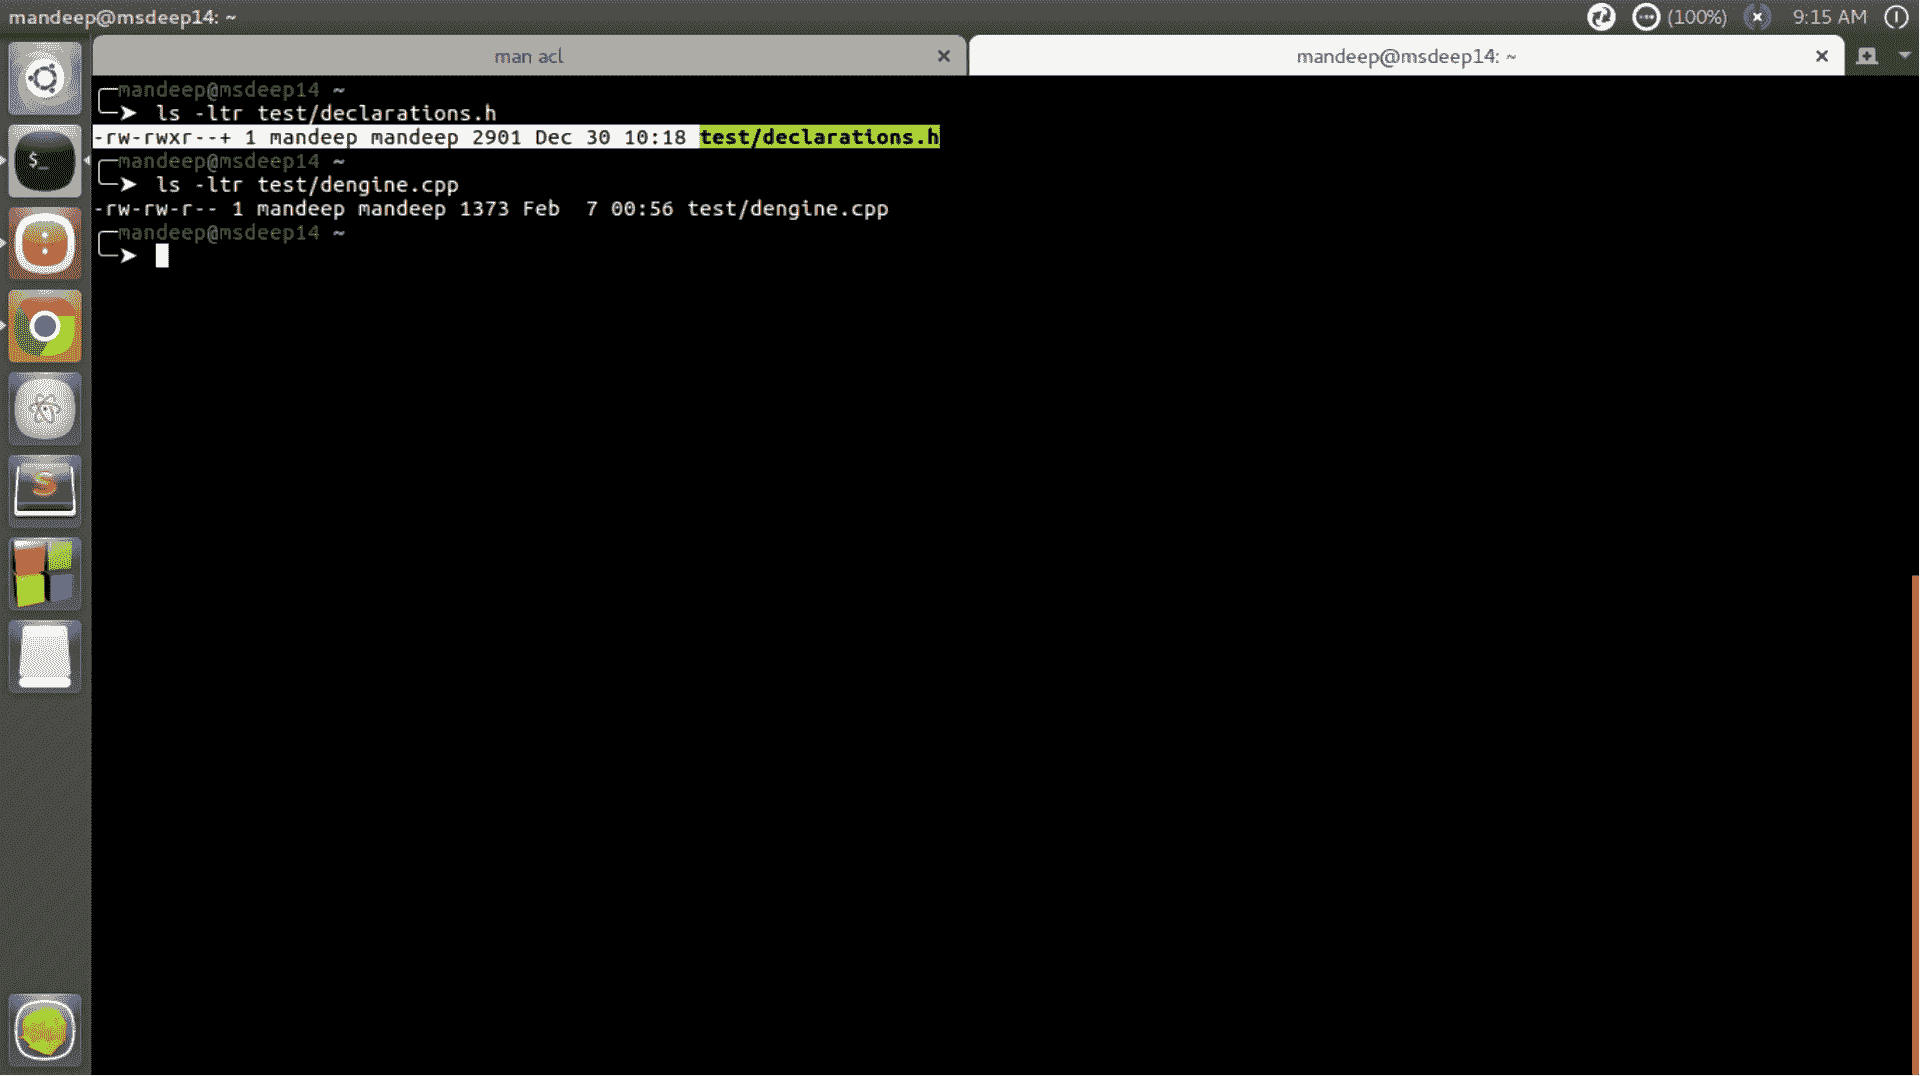 mandeep@msdeep14: ~
(100%)
9:15 AM
man acl
mandeep@msdeep14: ~
mandeep@msdeep14 ~
ls -ltr test/declarations.h
-rw-rwxr--+ 1 mandeep mandeep 2901 Dec 30 10:18 test/declarations.h
mandeep@msdeep14 ~
ls -ltr test/dengine.cpp
-rw-rw-r-- 1 mandeep mandeep 1373 Feb  7 00:56 test/dengine.cpp
mandeep@msdeep14 ~
$_
S